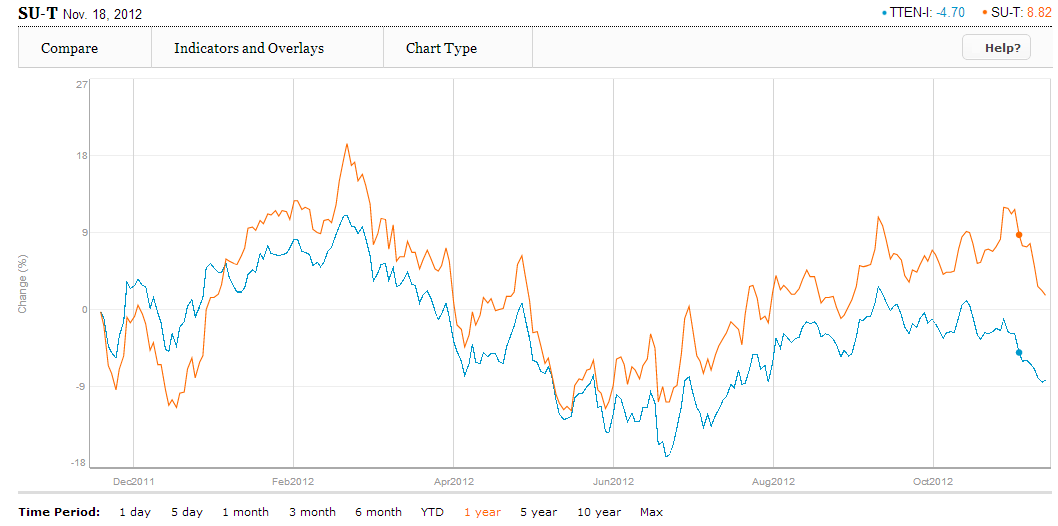 SU-T Nov. 18, 2012 • TTEN-I: -4.70 • SU-T: 8.82
Compare Indicators and Overlays Chart Type Help?
27
18
9
0
-9
-18
Change (%)
Dec2011 Feb2012 Apr2012 Jun2012 Aug2012 Oct2012
Time Period: 1 day 5 day 1 month 3 month 6 month YTD 1 year 5 year 10 year Max